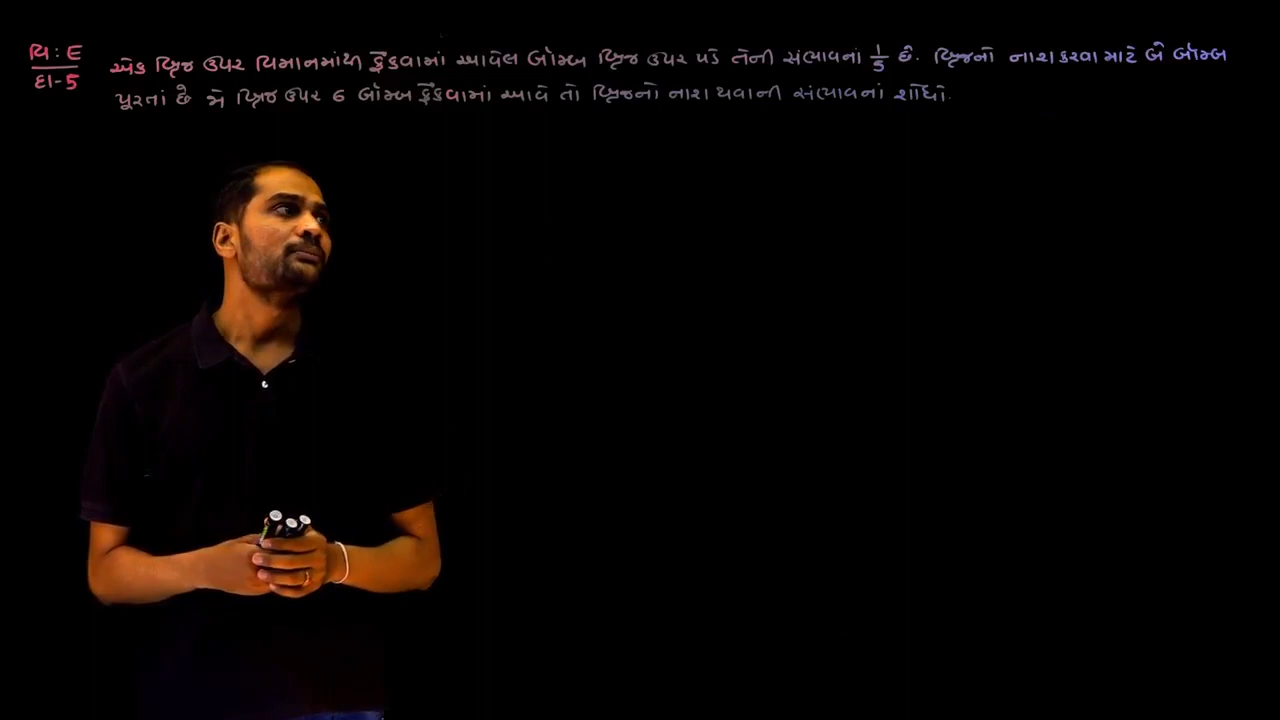 વિ : E
દા-5
એક બ્રિજ ઉપર વિમાનમાંથી ફેંકવામાં આવેલ બોમ્બ બ્રિજ ઉપર પડે તેની સંભાવનાં 1/5 છે. બ્રિજનો નાશ કરવા માટે બે બોમ્બ
પૂરતાં છે જો બ્રિજ ઉપર 6 બોમ્બ ફેંકવામાં આવે તો બ્રિજનો નાશ થવાની સંભાવનાં શોધો.